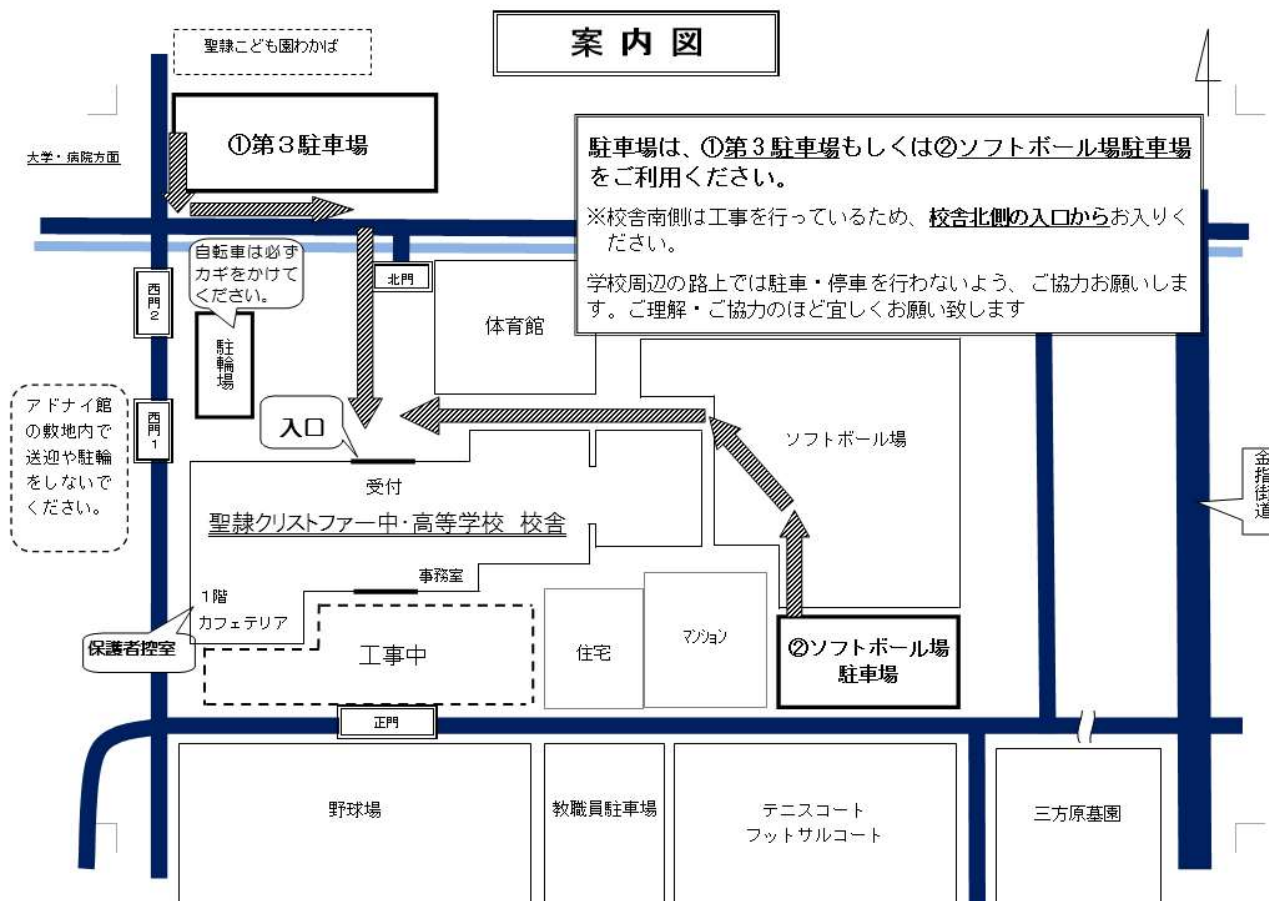 案内図
聖隷こども園わかば
①第３駐車場
大学・病院方面
駐車場は、①第３駐車場もしくは②ソフトボール場駐車場
をご利用ください。
※校舎南側は工事を行っているため、校舎北側の入口からお入りく
ださい。
学校周辺の路上では駐車・停車を行わないよう、ご協力お願いしま
す。ご理解・ご協力のほど宜しくお願い致します
自転車は必ず
カギをかけて
ください。
北門
西門2
駐輪場
体育館
アドナイ館
の敷地内で
送迎や駐輪
をしないで
ください。
西門1
入口
ソフトボール場
金指街道
受付
聖隷クリストファー中・高等学校 校舎
事務室
1階
カフェテリア
保護者控室
工事中
住宅
マンション
②ソフトボール場
駐車場
正門
野球場
教職員駐車場
テニスコート
フットサルコート
三方原墓園